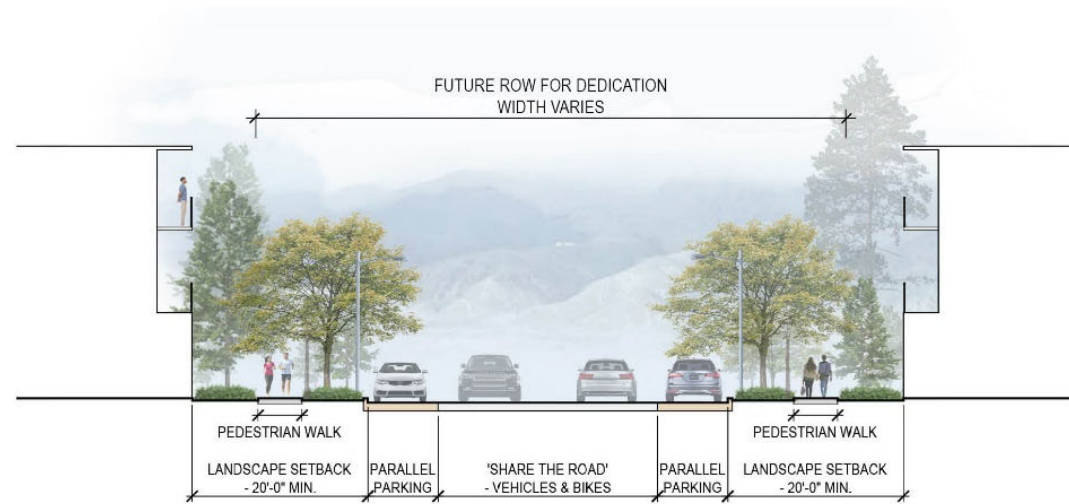 FUTURE ROW FOR DEDICATION
WIDTH VARIES
PEDESTRIAN WALK
PEDESTRIAN WALK
LANDSCAPE SETBACK
- 20'-0" MIN.
PARALLEL
PARKING
'SHARE THE ROAD'
- VEHICLES & BIKES
PARALLEL
PARKING
LANDSCAPE SETBACK
- 20'-0" MIN.